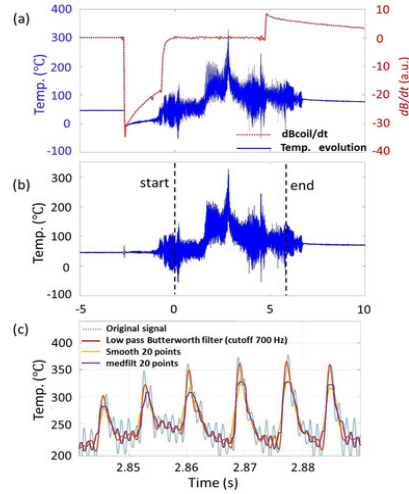 (a)
400
300
200
100
0
-100
Temp. (°C)
10
0
-10
-20
-30
-40
dB/dt (a.u.)
dBcoil/dt
Temp. evolution
(b)
300
200
100
0
-100
Temp. (°C)
start
end
-5
0
5
10
(c)
Original signal
Low pass Butterworth filter (cutoff 700 Hz)
Smooth 20 points
medfilt 20 points
350
300
250
200
Temp. (°C)
2.85
2.86
2.87
2.88
Time (s)